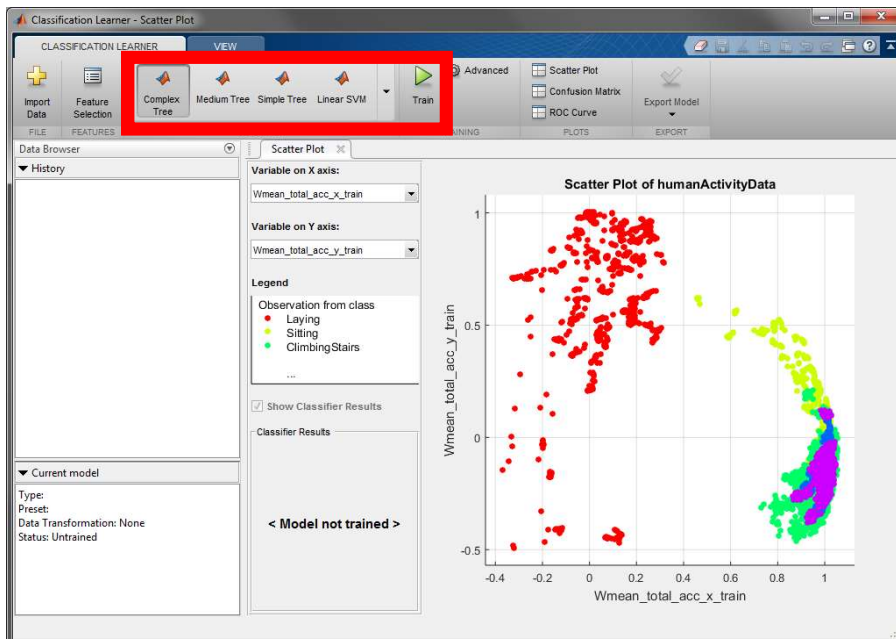 Classification Learner - Scatter Plot
CLASSIFICATION LEARNER
VIEW
Import Data
Feature Selection
Complex Tree
Medium Tree
Simple Tree
Linear SVM
Train
Advanced
Scatter Plot
Confusion Matrix
ROC Curve
Export Model
FILE
FEATURES
PLOTS
EXPORT
Data Browser
History
Scatter Plot
Variable on X axis:
Wmean_total_acc_x_train
Variable on Y axis:
Wmean_total_acc_y_train
Legend
Observation from class
Laying
Sitting
ClimbingStairs
...
Show Classifier Results
Classifier Results
< Model not trained >
Current model
Type:
Preset:
Data Transformation: None
Status: Untrained
Scatter Plot of humanActivityData
Wmean_total_acc_y_train
1
0.5
0
-0.5
-0.4 -0.2 0 0.2 0.4 0.6 0.8 1
Wmean_total_acc_x_train